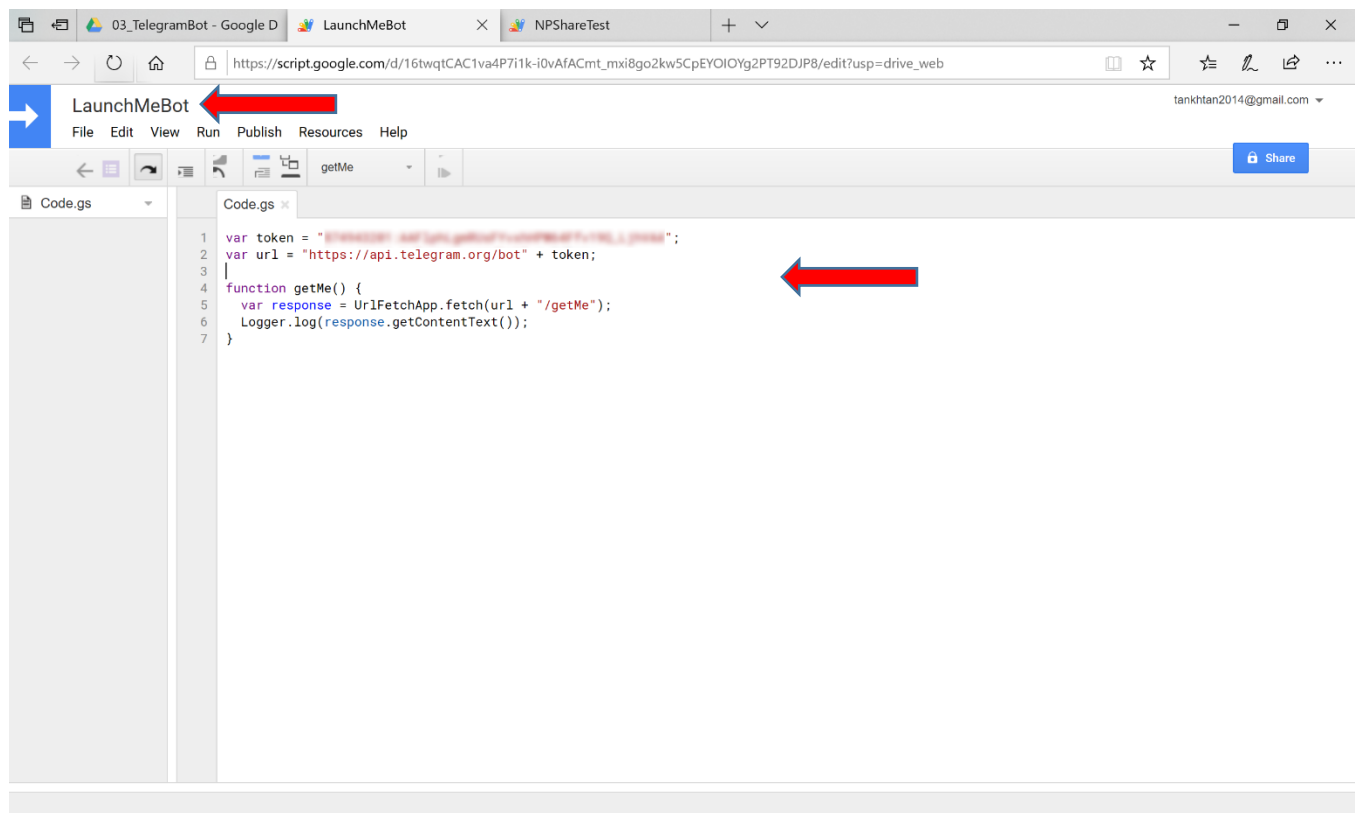 03_TelegramBot - Google D
LaunchMeBot
NPShareTest
https://script.google.com/d/16twqtCAC1va4P7i1k-i0vAfACmt_mxi8go2kw5CpEYOIOYg2PT92DJP8/edit?usp=drive_web
LaunchMeBot
tankhtan2014@gmail.com
File Edit View Run Publish Resources Help
getMe
Share
Code.gs
Code.gs
1 var token = " ";
2 var url = "https://api.telegram.org/bot" + token;
3
4 function getMe() {
5 var response = UrlFetchApp.fetch(url + "/getMe");
6 Logger.log(response.getContentText());
7 }